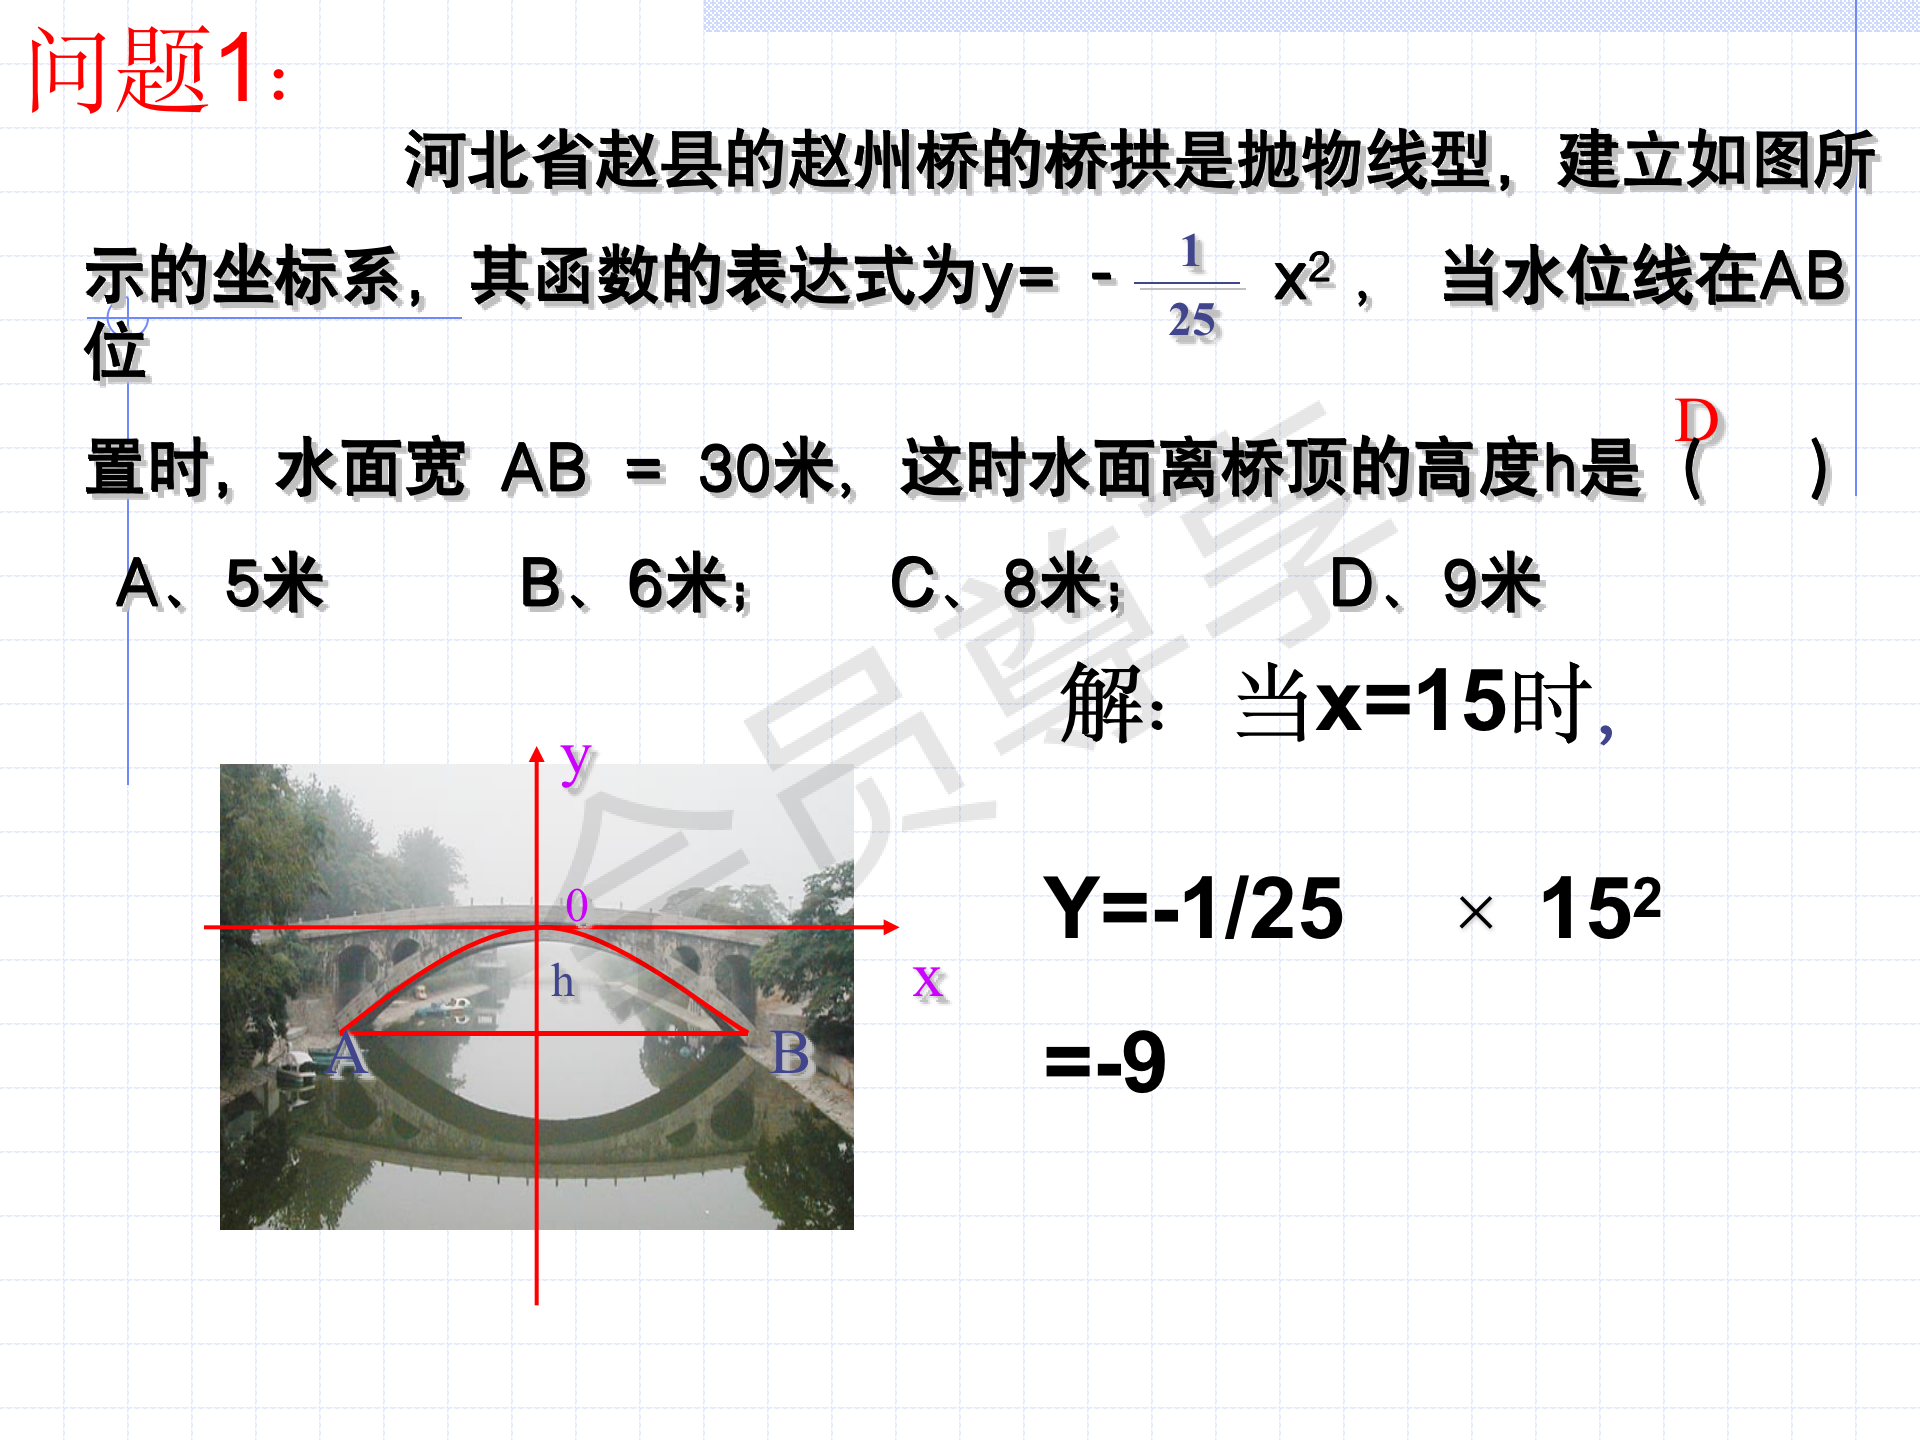 问题1：
河北省赵县的赵州桥的桥拱是抛物线型，建立如图所
示的坐标系，其函数的表达式为y= - 1/25 x²， 当水位线在AB
位
置时，水面宽 AB = 30米，这时水面离桥顶的高度h是（ D ）
A、5米 B、6米； C、8米； D、9米
解：当x=15时，
Y=-1/25 × 15²
=-9
y
0
h
x
A
B
会员尊享